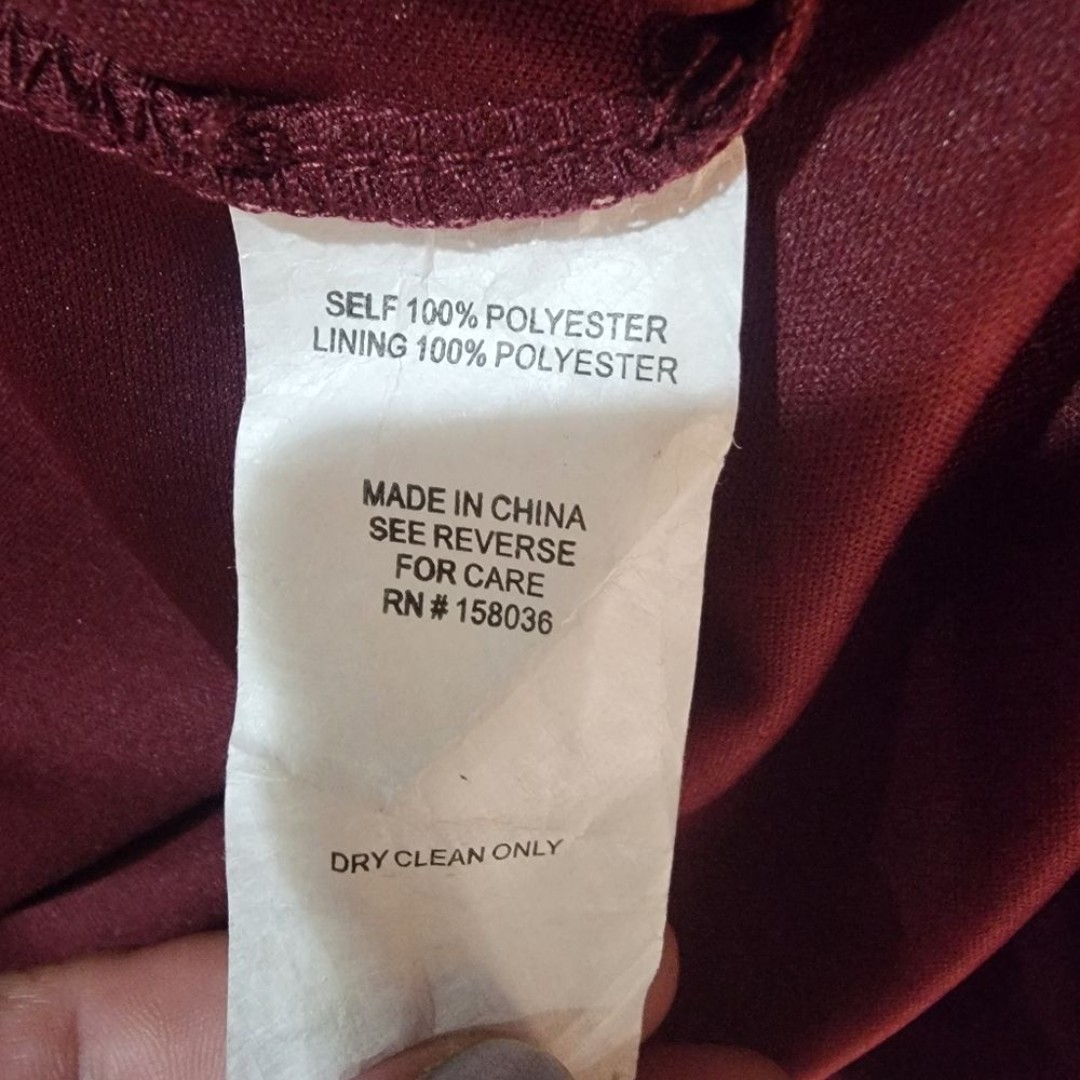 SELF 100% POLYESTER
LINING 100% POLYESTER
MADE IN CHINA
SEE REVERSE
FOR CARE
RN # 158036
DRY CLEAN ONLY